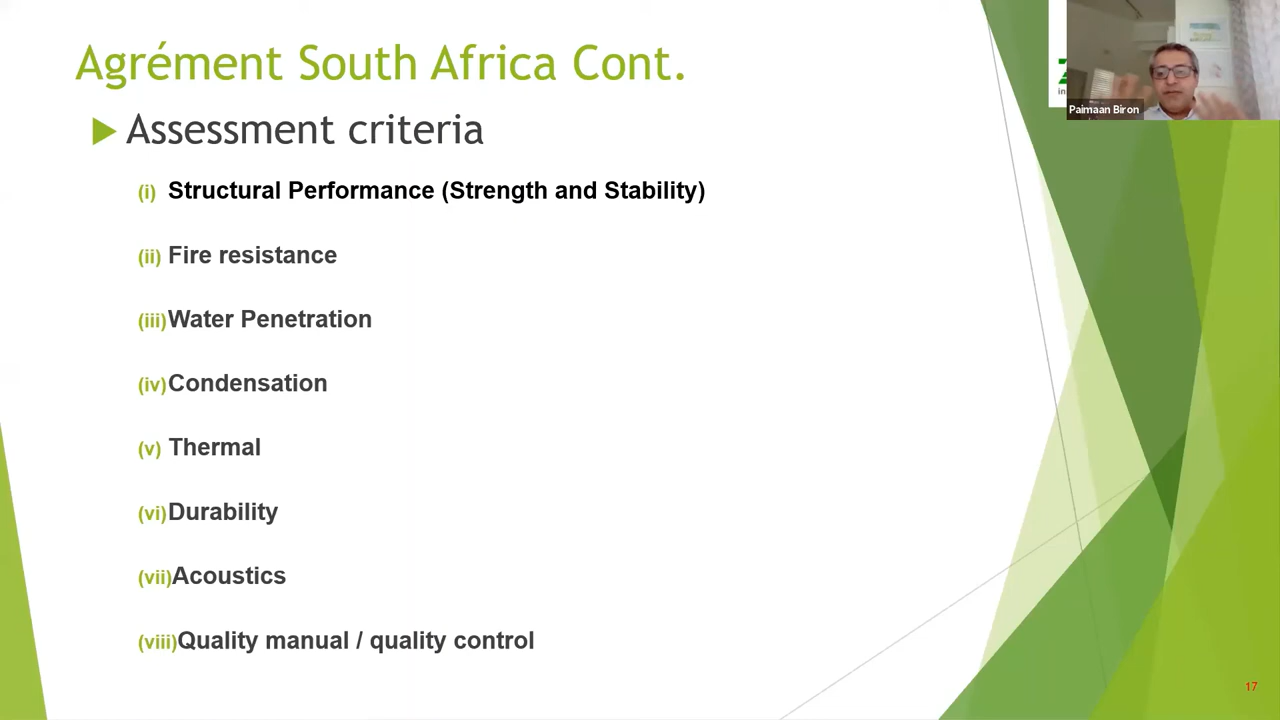 Agrément South Africa Cont.
Assessment criteria
(i) Structural Performance (Strength and Stability)
(ii) Fire resistance
(iii) Water Penetration
(iv) Condensation
(v) Thermal
(vi) Durability
(vii) Acoustics
(viii) Quality manual / quality control
Paimaan Biron
17